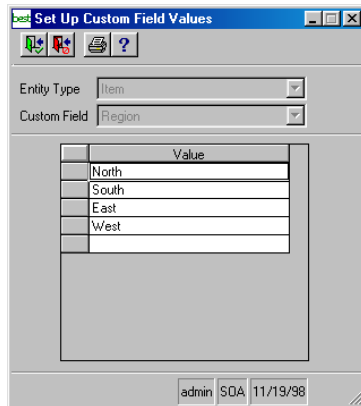 best Set Up Custom Field Values
?
Entity Type Item
Custom Field Region
Value
North
South
East
West
admin SOA 11/19/98